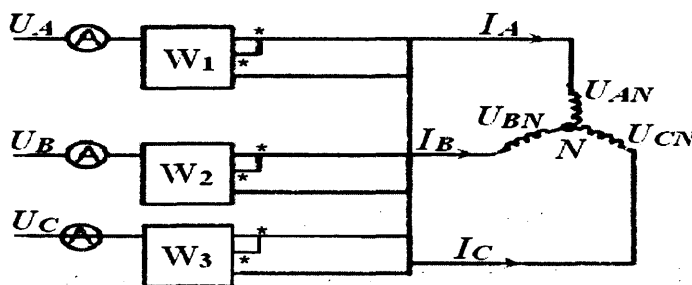 UA A W1 * * IA
UAN
UBN UCN
UB A W2 * * IB N
UC A W3 * * IC